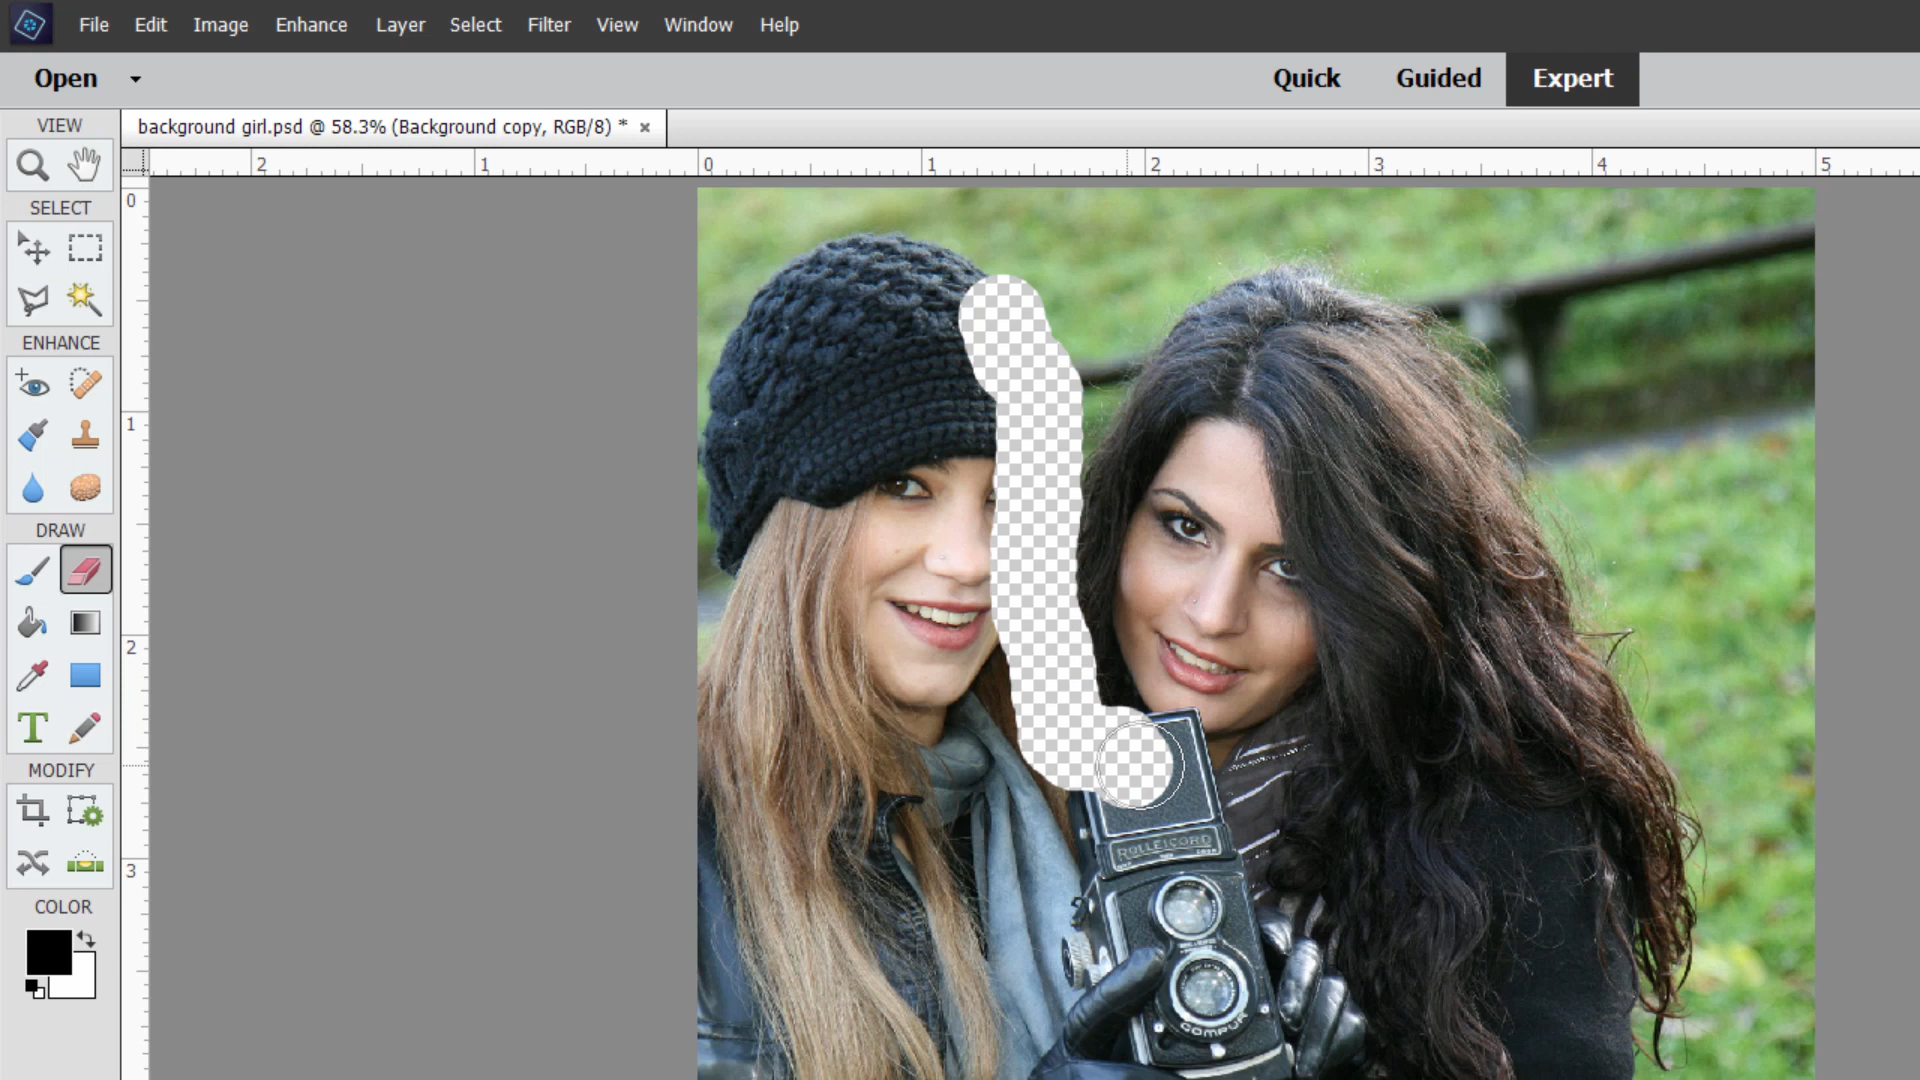 File Edit Image Enhance Layer Select Filter View Window Help
Open Quick Guided Expert
VIEW
background girl.psd @ 58.3% (Background copy, RGB/8) * ×
2 1 0 1 2 3 4 5
0
SELECT
ENHANCE
1
DRAW
2
T
MODIFY
ROLLEICORD
3
COLOR
COMPUR